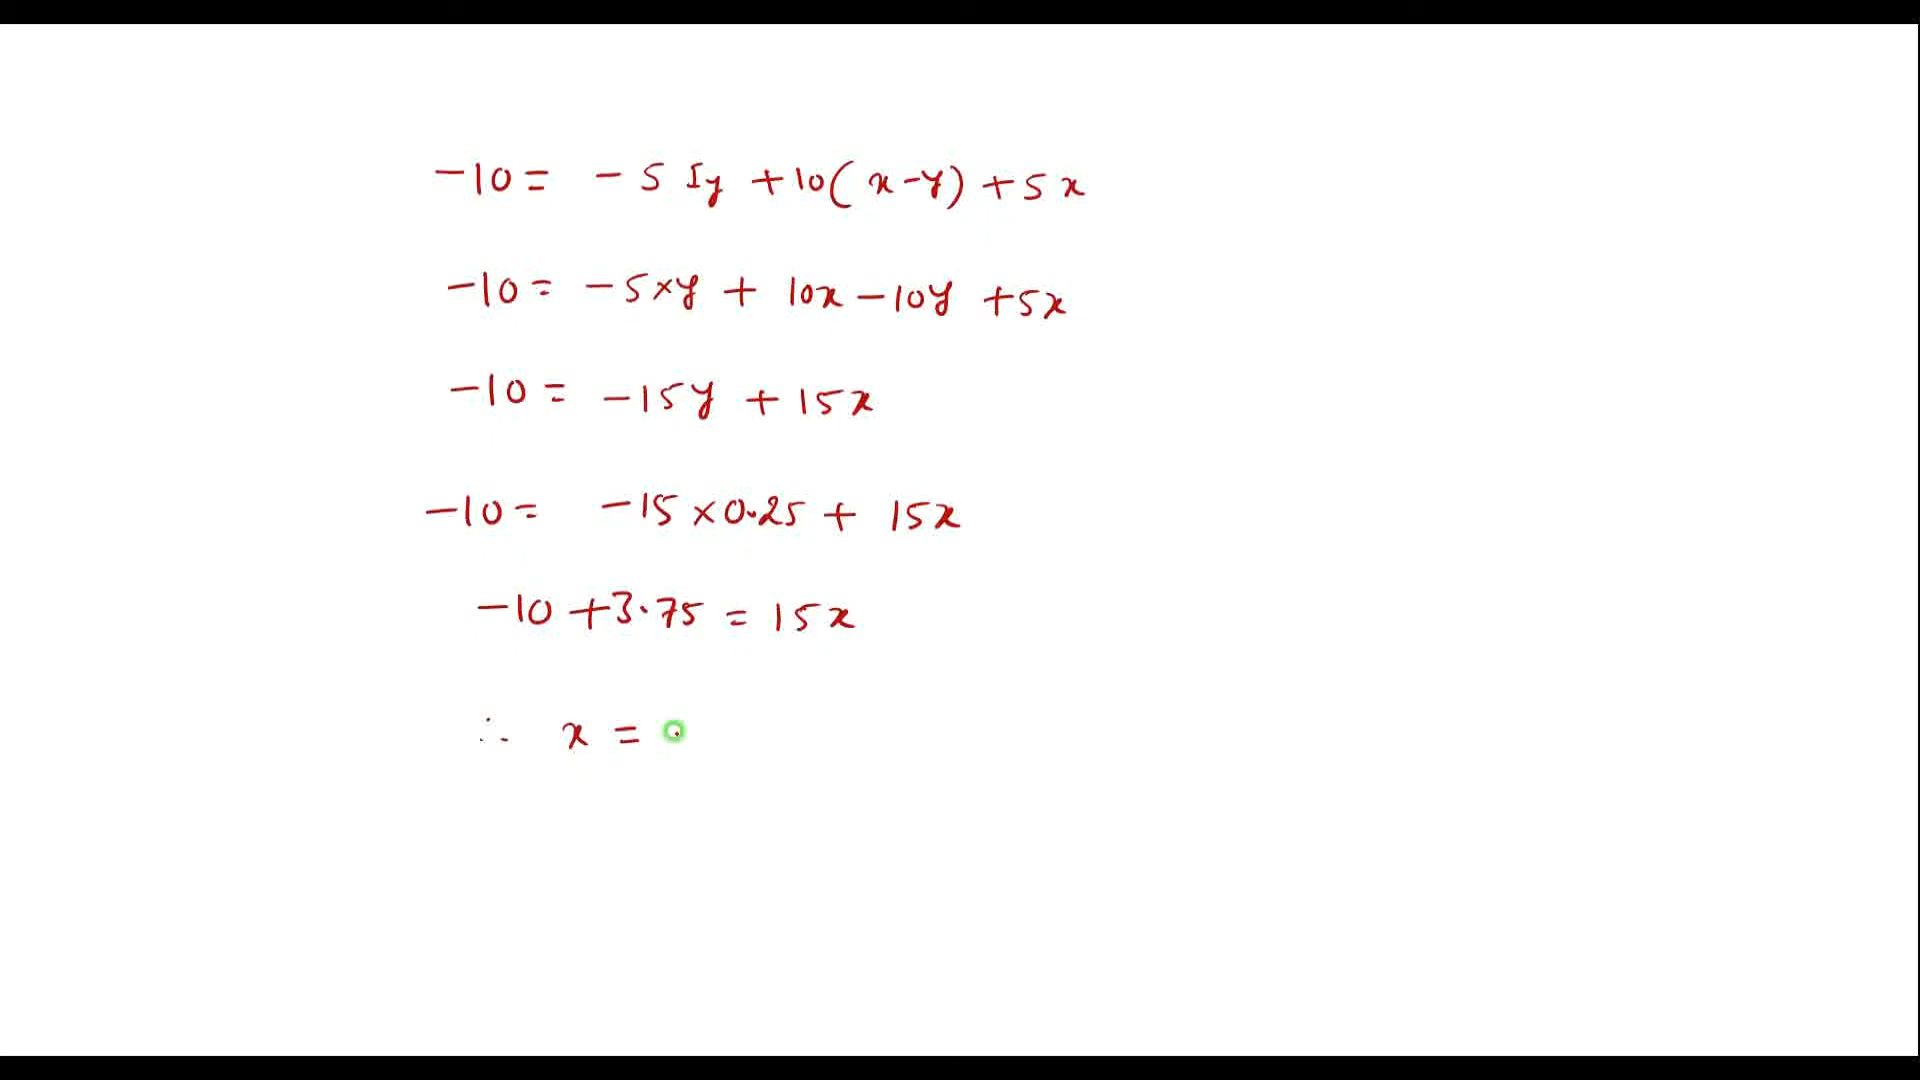 -10 = -5 Iy +10( x-y) +5 x
-10 = -5×y + 10x -10y +5x
-10 = -15y + 15x
-10 = -15 ×0.25 + 15x
-10 +3.75 = 15x
∴ x =